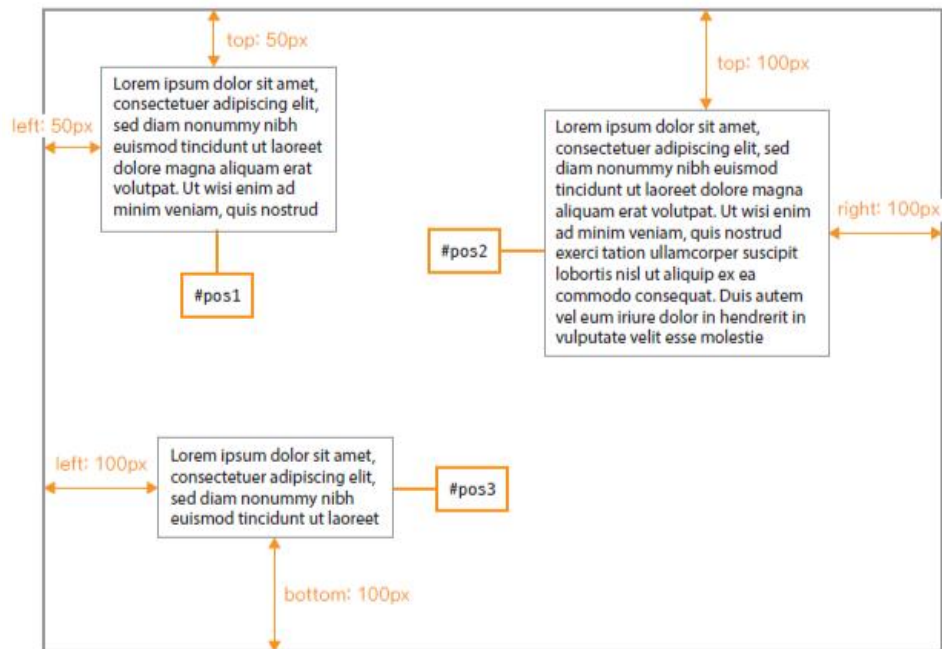 top: 50px
Lorem ipsum dolor sit amet,
consectetuer adipiscing elit,
sed diam nonummy nibh
euismod tincidunt ut laoreet
dolore magna aliquam erat
volutpat. Ut wisi enim ad
minim veniam, quis nostrud
left: 50px
#pos1
top: 100px
Lorem ipsum dolor sit amet,
consectetuer adipiscing elit, sed
diam nonummy nibh euismod
tincidunt ut laoreet dolore magna
aliquam erat volutpat. Ut wisi enim
ad minim veniam, quis nostrud
exerci tation ullamcorper suscipit
lobortis nisl ut aliquip ex ea
commodo consequat. Duis autem
vel eum iriure dolor in hendrerit in
vulputate velit esse molestie
right: 100px
#pos2
left: 100px
Lorem ipsum dolor sit amet,
consectetuer adipiscing elit,
sed diam nonummy nibh
euismod tincidunt ut laoreet
#pos3
bottom: 100px